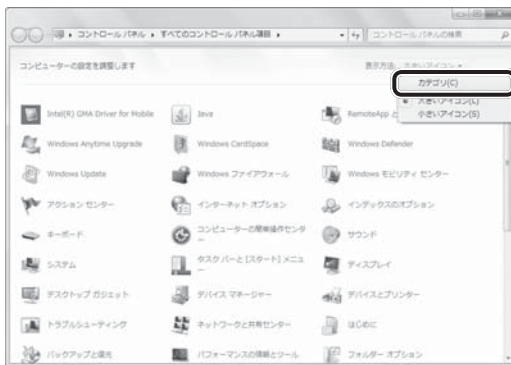 コントロール パネル ▸ すべてのコントロール パネル項目 ▸
コントロール パネルの検索
コンピューターの設定を調整します
表示方法: 大きいアイコン
カテゴリ(C)
大きいアイコン(L)
小さいアイコン(S)
Intel(R) GMA Driver for Mobile
Java
RemoteApp と
Windows Anytime Upgrade
Windows CardSpace
Windows Defender
Windows Update
Windows ファイアウォール
Windows モビリティ センター
アクション センター
インターネット オプション
インデックスのオプション
キーボード
コンピューターの簡単操作センター
サウンド
システム
タスク バーと [スタート] メニュー
ディスプレイ
デスクトップ ガジェット
デバイス マネージャー
デバイスとプリンター
トラブルシューティング
ネットワークと共有センター
はじめに
バックアップと復元
パフォーマンスの情報とツール
フォルダー オプション